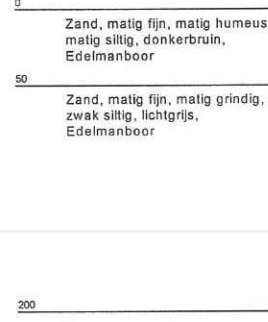 0
Zand, matig fijn, matig humeus
matig siltig, donkerbruin,
Edelmanboor
50
Zand, matig fijn, matig grindig,
zwak siltig, lichtgrijs,
Edelmanboor
200